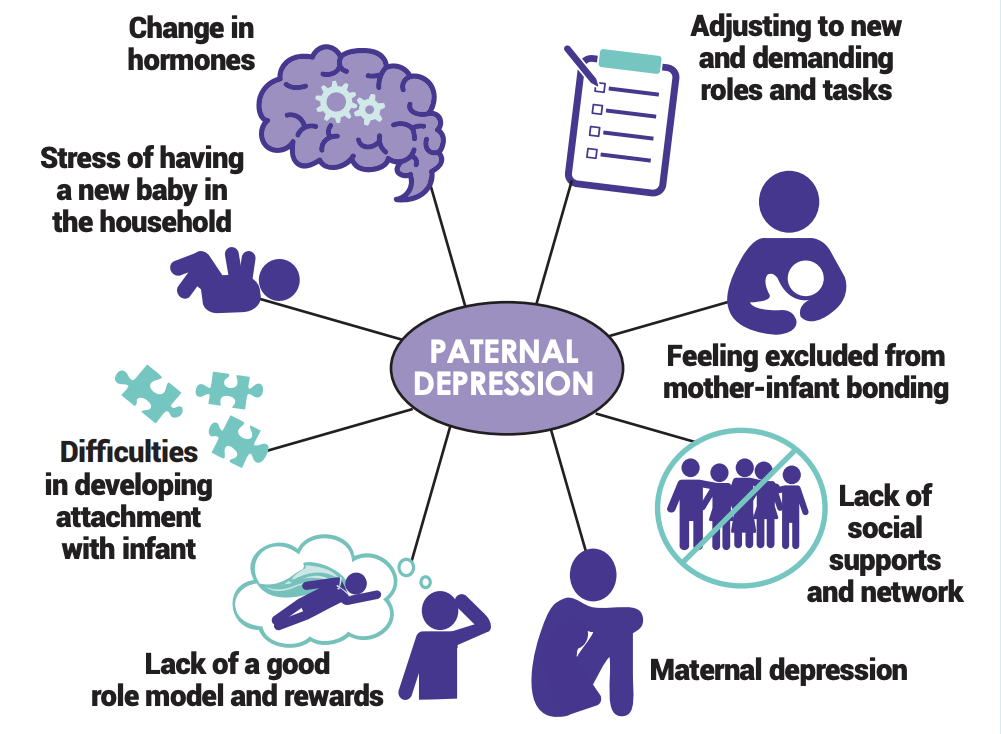 Change in
hormones
Adjusting to new
and demanding
roles and tasks
Stress of having
a new baby in
the household
PATERNAL
DEPRESSION
Feeling excluded from
mother-infant bonding
Difficulties
in developing
attachment
with infant
Lack of
social
supports
and network
Lack of a good
role model and rewards
Maternal depression